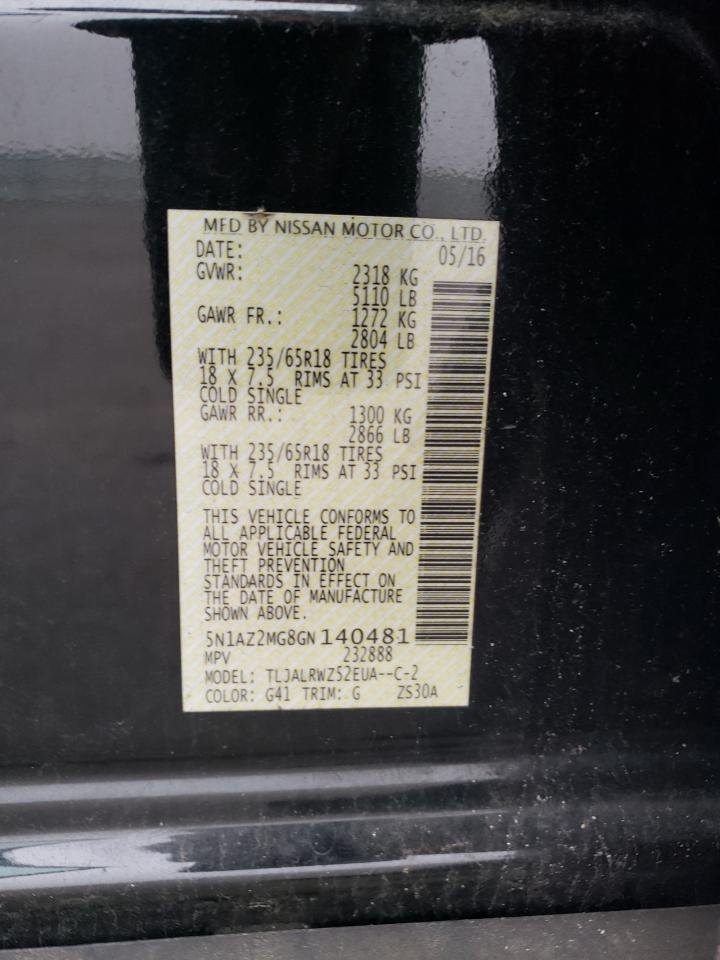 MFD BY NISSAN MOTOR CO., LTD.
DATE: 05/16
GVWR: 2318 KG
5110 LB
GAWR FR.: 1272 KG
2804 LB
WITH 235/65R18 TIRES
18 X 7.5 RIMS AT 33 PSI
COLD SINGLE
GAWR RR.: 1300 KG
2866 LB
WITH 235/65R18 TIRES
18 X 7.5 RIMS AT 33 PSI
COLD SINGLE
THIS VEHICLE CONFORMS TO
ALL APPLICABLE FEDERAL
MOTOR VEHICLE SAFETY AND
THEFT PREVENTION
STANDARDS IN EFFECT ON
THE DATE OF MANUFACTURE
SHOWN ABOVE.
5N1AZ2MG8GN140481
MPV 232888
MODEL: TLJALRWZ52EUA--C-2
COLOR: G41 TRIM: G ZS30A